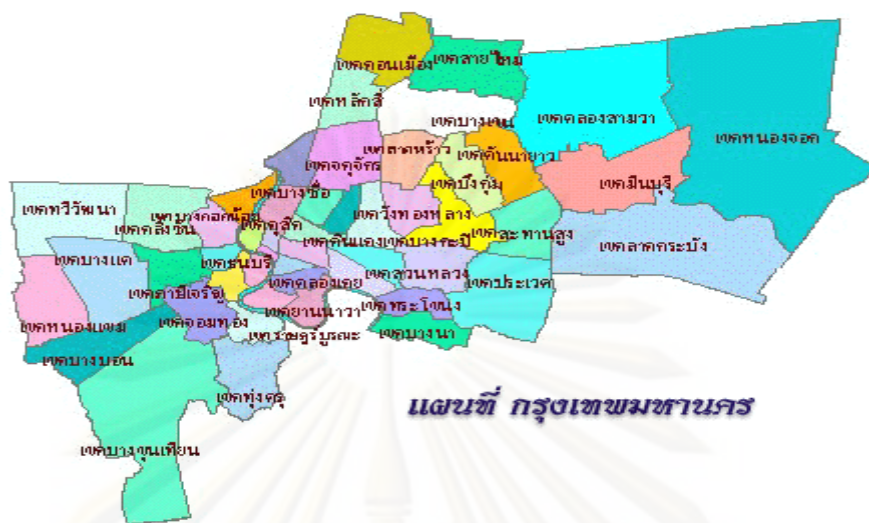 เขตดอนเมือง
เขตสายไหม
เขตหลักสี่
เขตบางเขน
เขตคลองสามวา
เขตหนองจอก
เขตจตุจักร
เขตลาดพร้าว
เขตคันนายาว
เขตบึงกุ่ม
เขตมีนบุรี
เขตบางซื่อ
เขตทวีวัฒนา
เขตบางกอกน้อย
เขตตลิ่งชัน
เขตดุสิต
เขตวังทองหลาง
เขตดินแดง
เขตบางกะปิ
เขตสะพานสูง
เขตลาดกระบัง
เขตบางแค
เขตธนบุรี
เขตสวนหลวง
เขตประเวศ
เขตภาษีเจริญ
เขตคลองเตย
เขตหนองแขม
เขตจอมทอง
เขตยานนาวา
เขตพระโขนง
เขตราษฎร์บูรณะ
เขตบางนา
เขตบางบอน
เขตทุ่งครุ
แผนที่ กรุงเทพมหานคร
เขตบางขุนเทียน